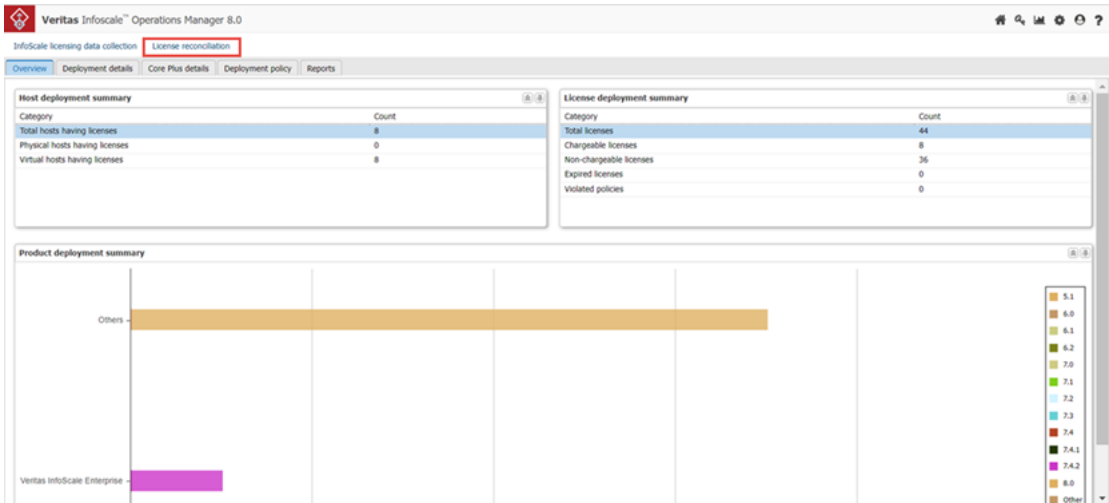 Veritas Infoscale™ Operations Manager 8.0
InfoScale licensing data collection License reconciliation
Overview Deployment details Core Plus details Deployment policy Reports
Host deployment summary
Category Count
Total hosts having licenses 8
Physical hosts having licenses 0
Virtual hosts having licenses 8
License deployment summary
Category Count
Total licenses 44
Chargeable licenses 8
Non-chargeable licenses 36
Expired licenses 0
Violated policies 0
Product deployment summary
Others
Veritas InfoScale Enterprise
5.1
6.0
6.1
6.2
7.0
7.1
7.2
7.3
7.4
7.4.1
7.4.2
8.0
Other